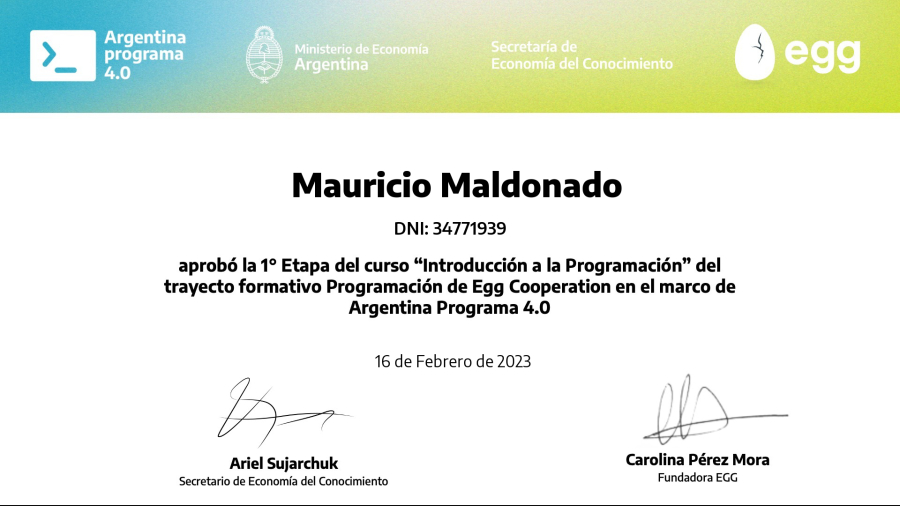 Argentina
programa
4.0
Ministerio de Economía
Argentina
Secretaría de
Economía del Conocimiento
egg
Mauricio Maldonado
DNI: 34771939
aprobó la 1° Etapa del curso “Introducción a la Programación” del
trayecto formativo Programación de Egg Cooperation en el marco de
Argentina Programa 4.0
16 de Febrero de 2023
Ariel Sujarchuk
Secretario de Economía del Conocimiento
Carolina Pérez Mora
Fundadora EGG